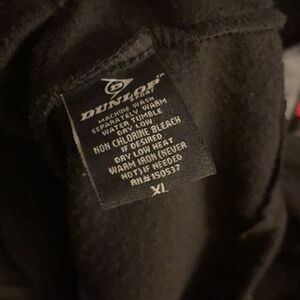 DUNLOP
SPORT
MACHINE WASH
SEPARATELY WARM
WATER TUMBLE
DRY LOW
NON CHLORINE BLEACH
IF DESIRED
DRY LOW HEAT
WARM IRON (NEVER
HOT) IF NEEDED
RN#150537
XL